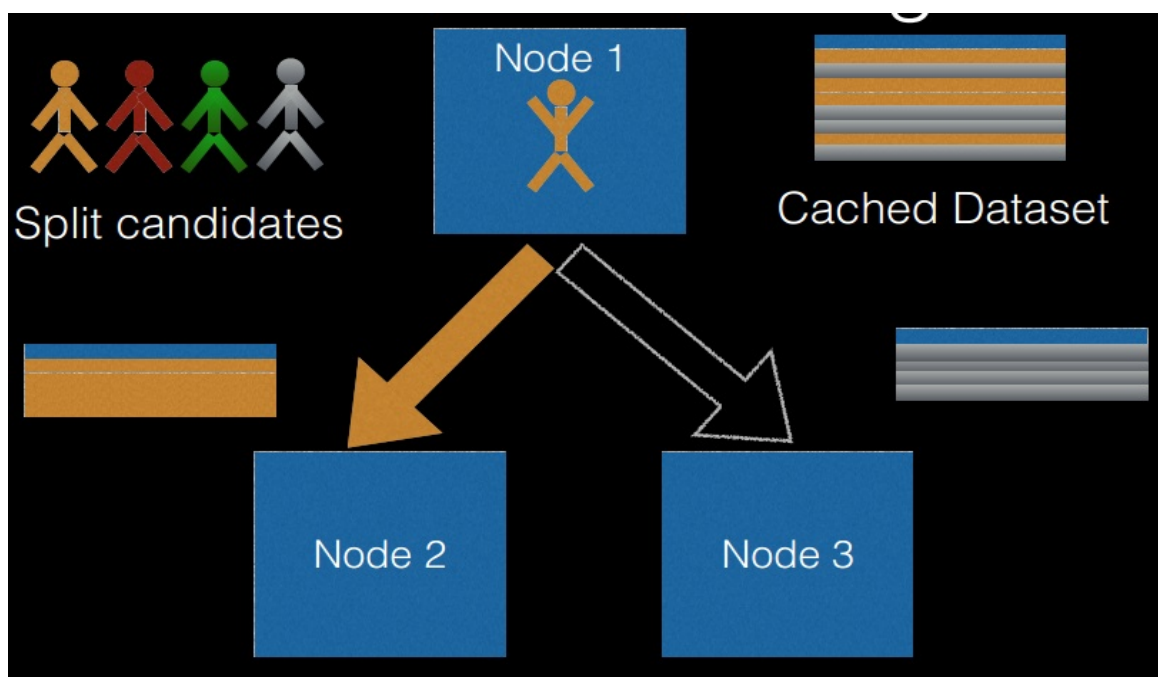 Node 1
Split candidates
Cached Dataset
Node 2
Node 3